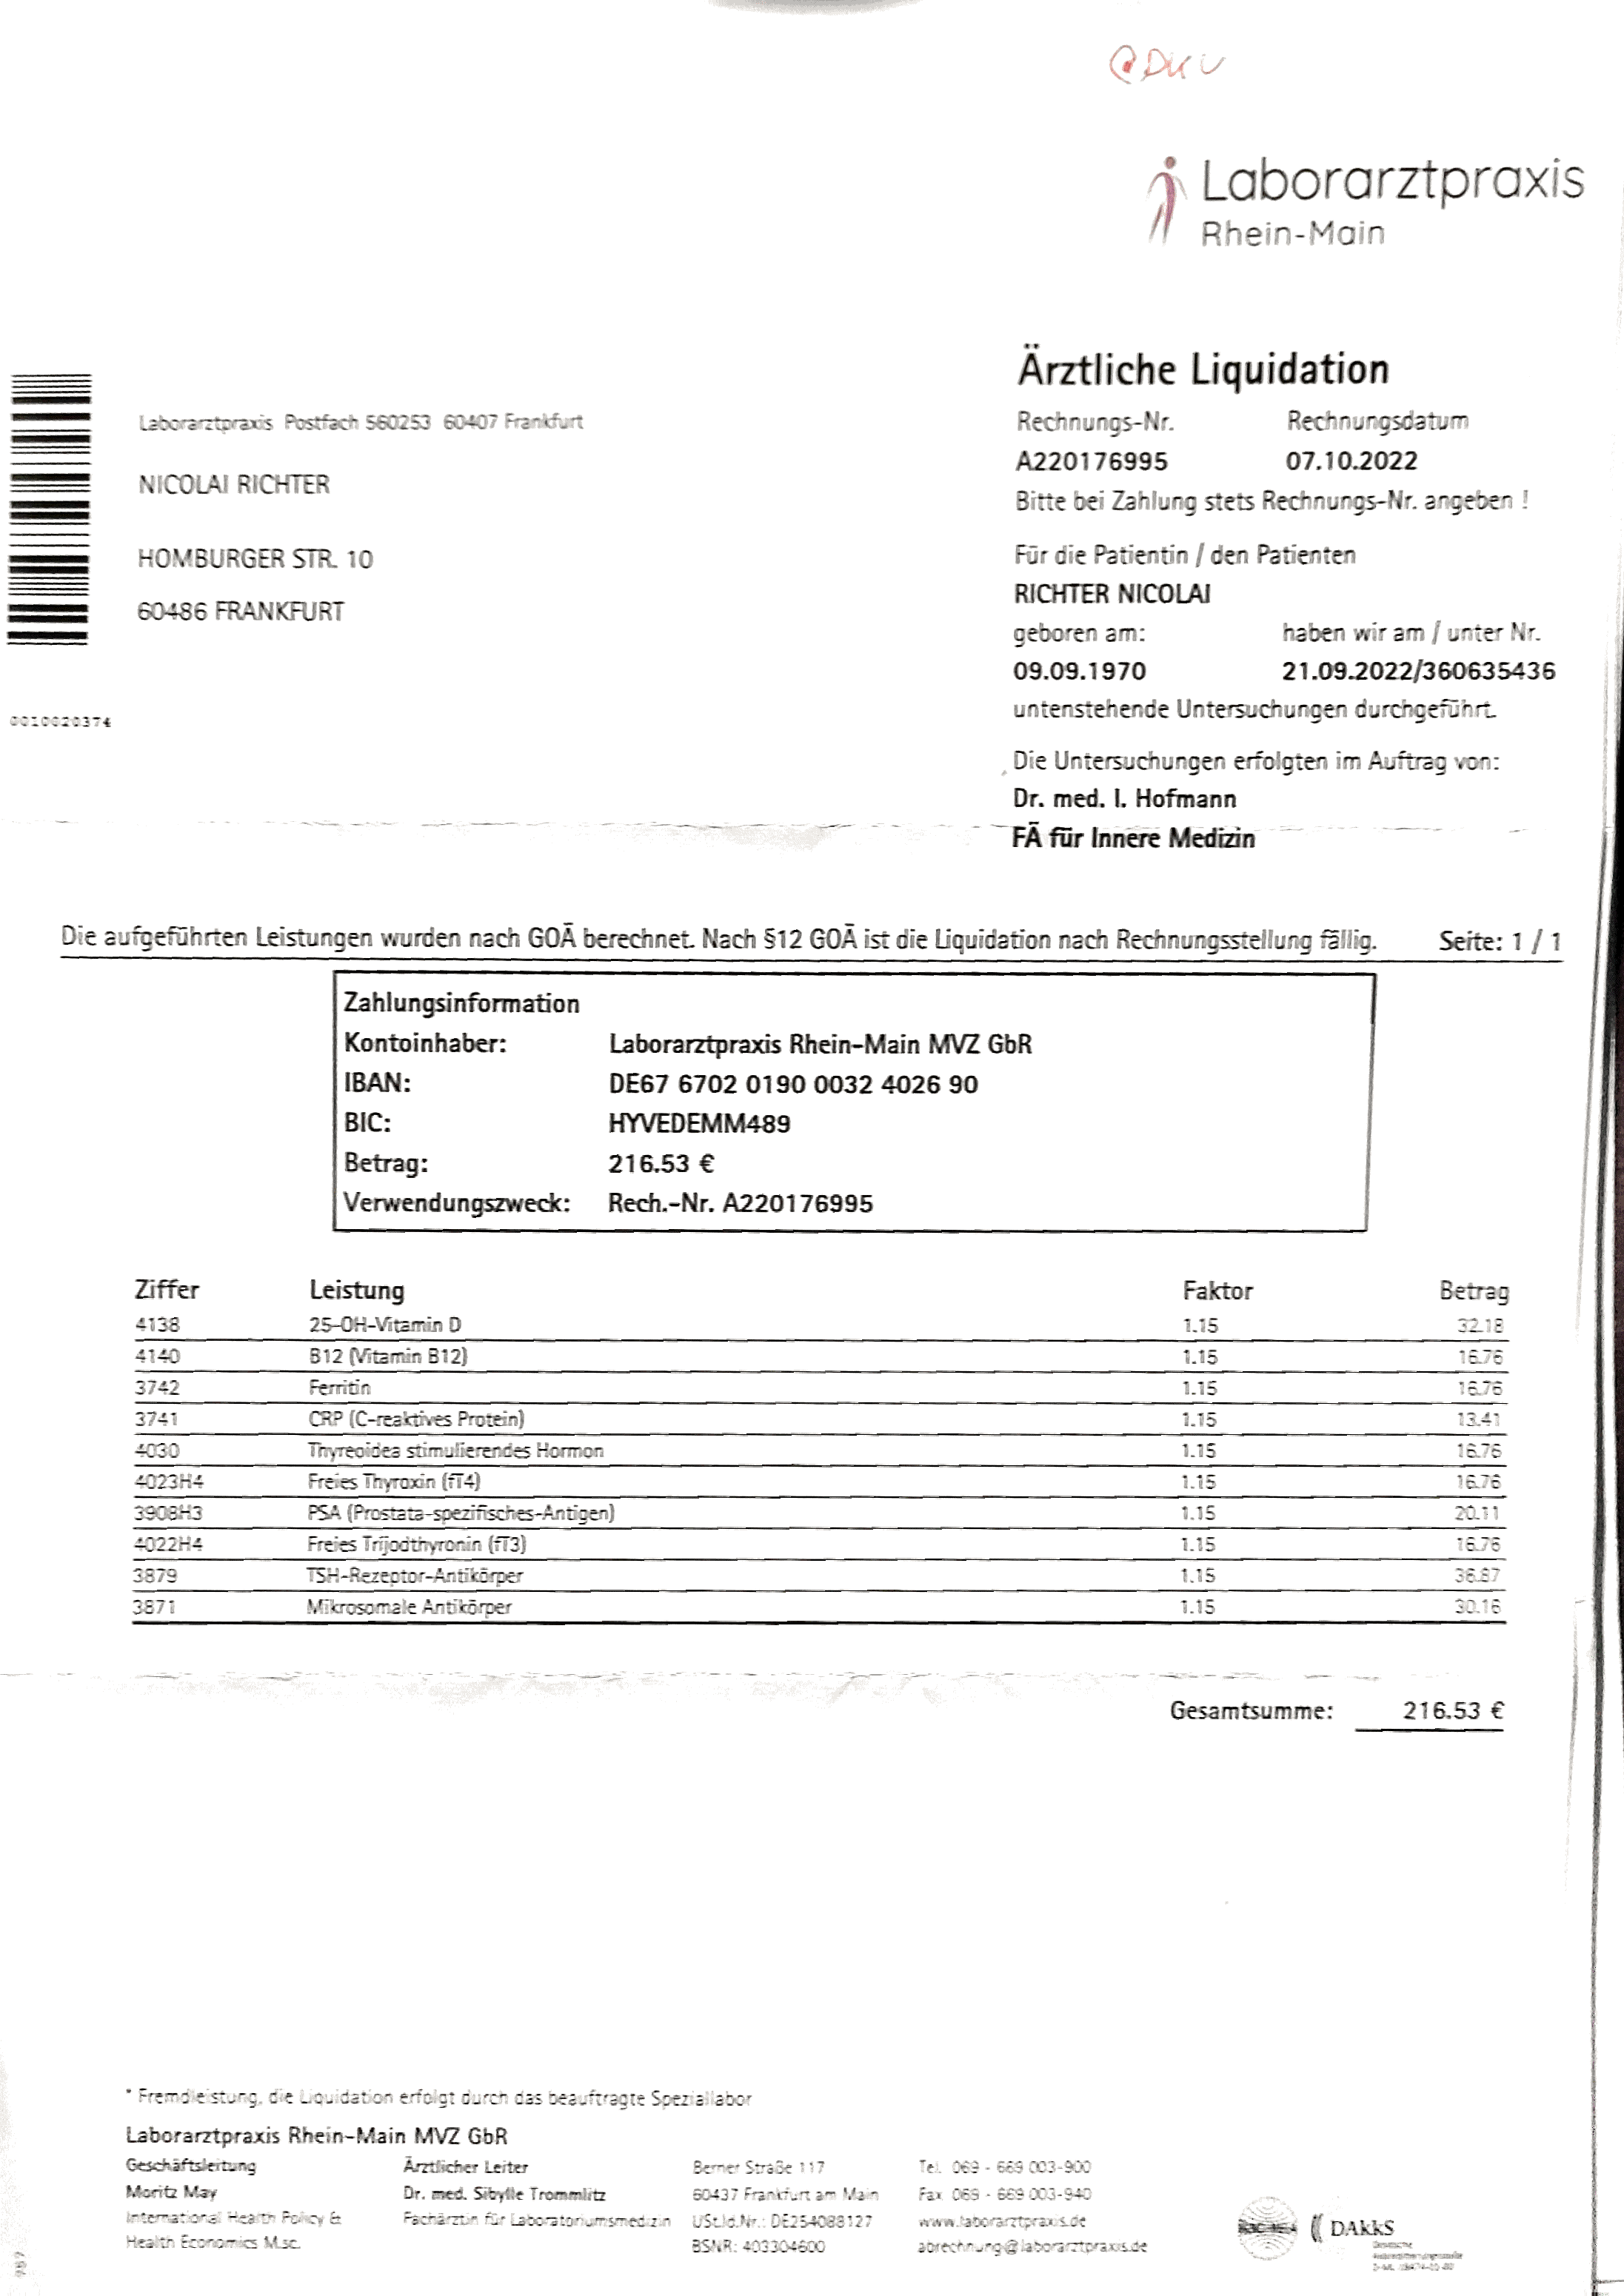 @DKV
Laborarztpraxis
Rhein-Main
Ärztliche Liquidation
Laborarztpraxis Postfach 560253 60407 Frankfurt
NICOLAI RICHTER
HOMBURGER STR. 10
60486 FRANKFURT
0010020374
Rechnungs-Nr. Rechnungsdatum
A220176995 07.10.2022
Bitte bei Zahlung stets Rechnungs-Nr. angeben !
Für die Patientin / den Patienten
RICHTER NICOLAI
geboren am: haben wir am / unter Nr.
09.09.1970 21.09.2022/360635436
untenstehende Untersuchungen durchgeführt.
Die Untersuchungen erfolgten im Auftrag von:
Dr. med. I. Hofmann
FÄ für Innere Medizin
Die aufgeführten Leistungen wurden nach GOÄ berechnet. Nach §12 GOÄ ist die Liquidation nach Rechnungsstellung fällig. Seite: 1 / 1
Zahlungsinformation
Kontoinhaber: Laborarztpraxis Rhein-Main MVZ GbR
IBAN: DE67 6702 0190 0032 4026 90
BIC: HYVEDEMM489
Betrag: 216.53 €
Verwendungszweck: Rech.-Nr. A220176995
Ziffer Leistung Faktor Betrag
4138 25-OH-Vitamin D 1.15 32.18
4140 B12 (Vitamin B12) 1.15 16.76
3742 Ferritin 1.15 16.76
3741 CRP (C-reaktives Protein) 1.15 13.41
4030 Thyreoidea stimulierendes Hormon 1.15 16.76
4023H4 Freies Thyroxin (fT4) 1.15 16.76
3908H3 PSA (Prostata-spezifisches-Antigen) 1.15 20.11
4022H4 Freies Trijodthyronin (fT3) 1.15 16.76
3879 TSH-Rezeptor-Antikörper 1.15 36.87
3871 Mikrosomale Antikörper 1.15 30.16
Gesamtsumme: 216.53 €
* Fremdleistung, die Liquidation erfolgt durch das beauftragte Speziallabor
Laborarztpraxis Rhein-Main MVZ GbR
Geschäftsleitung Ärztlicher Leiter Berner Straße 117 Tel. 069 - 669 003-900
Moritz May Dr. med. Sibylle Trommlitz 60437 Frankfurt am Main Fax 069 - 669 003-940
International Health Policy & Fachärztin für Laboratoriumsmedizin USt.Id.Nr.: DE254088127 www.laborarztpraxis.de
Health Economics M.sc. BSNR: 403304600 abrechnung@laborarztpraxis.de
DAkkS
Deutsche
Akkreditierungsstelle